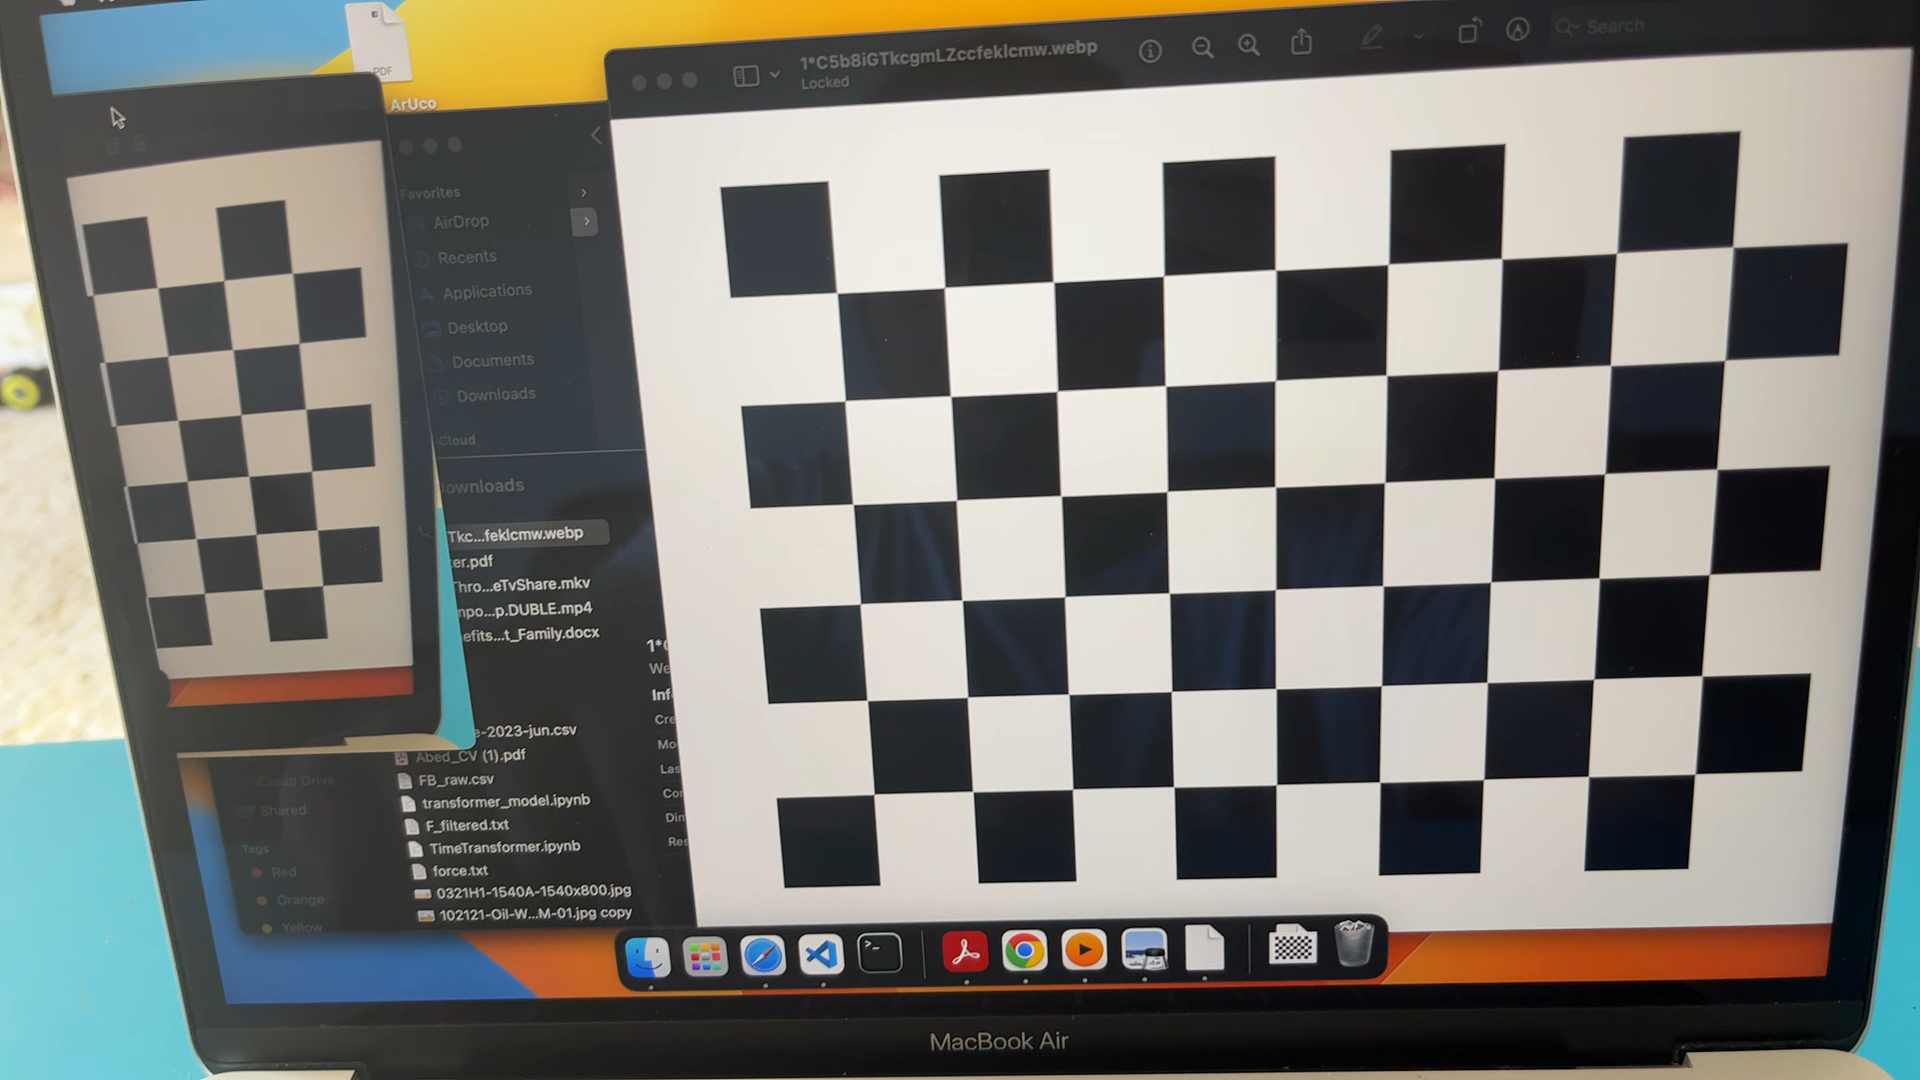 PDF
ArUco
1*C5b8iGTkcgmLZccfeklcmw.webp
Locked
Search
Favorites
AirDrop
Recents
Applications
Desktop
Documents
Downloads
Cloud
ownloads
Tkc...feklcmw.webp
er.pdf
Thro...eTvShare.mkv
npo...p.DUBLE.mp4
efits...t_Family.docx
1*
We
Inf
Cre
Mo
Las
Cor
Din
Res
e-2023-jun.csv
Abed_CV (1).pdf
FB_raw.csv
transformer_model.ipynb
F_filtered.txt
TimeTransformer.ipynb
force.txt
0321H1-1540A-1540x800.jpg
102121-Oil-W...M-01.jpg copy
iCloud Drive
Shared
Tags
Red
Orange
Yellow
MacBook Air